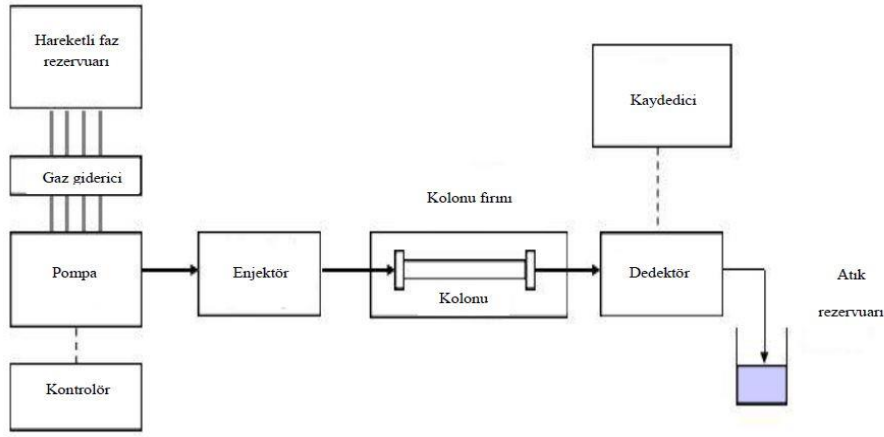 Hareketli faz
rezervuarı
Gaz giderici
Pompa
Kontrolör
Enjektör
Kolonu fırını
Kolonu
Kaydedici
Dedektör
Atık
rezervuarı